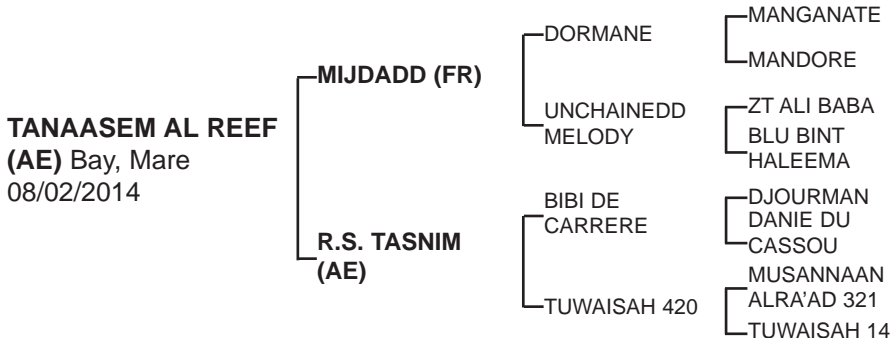 TANAASEM AL REEF
(AE) Bay, Mare
08/02/2014
MIJDADD (FR)
R.S. TASNIM
(AE)
DORMANE
UNCHAINEDD
MELODY
BIBI DE
CARRERE
TUWAISAH 420
MANGANATE
MANDORE
ZT ALI BABA
BLU BINT
HALEEMA
DJOURMAN
DANIE DU
CASSOU
MUSANNAAN
ALRA'AD 321
TUWAISAH 14